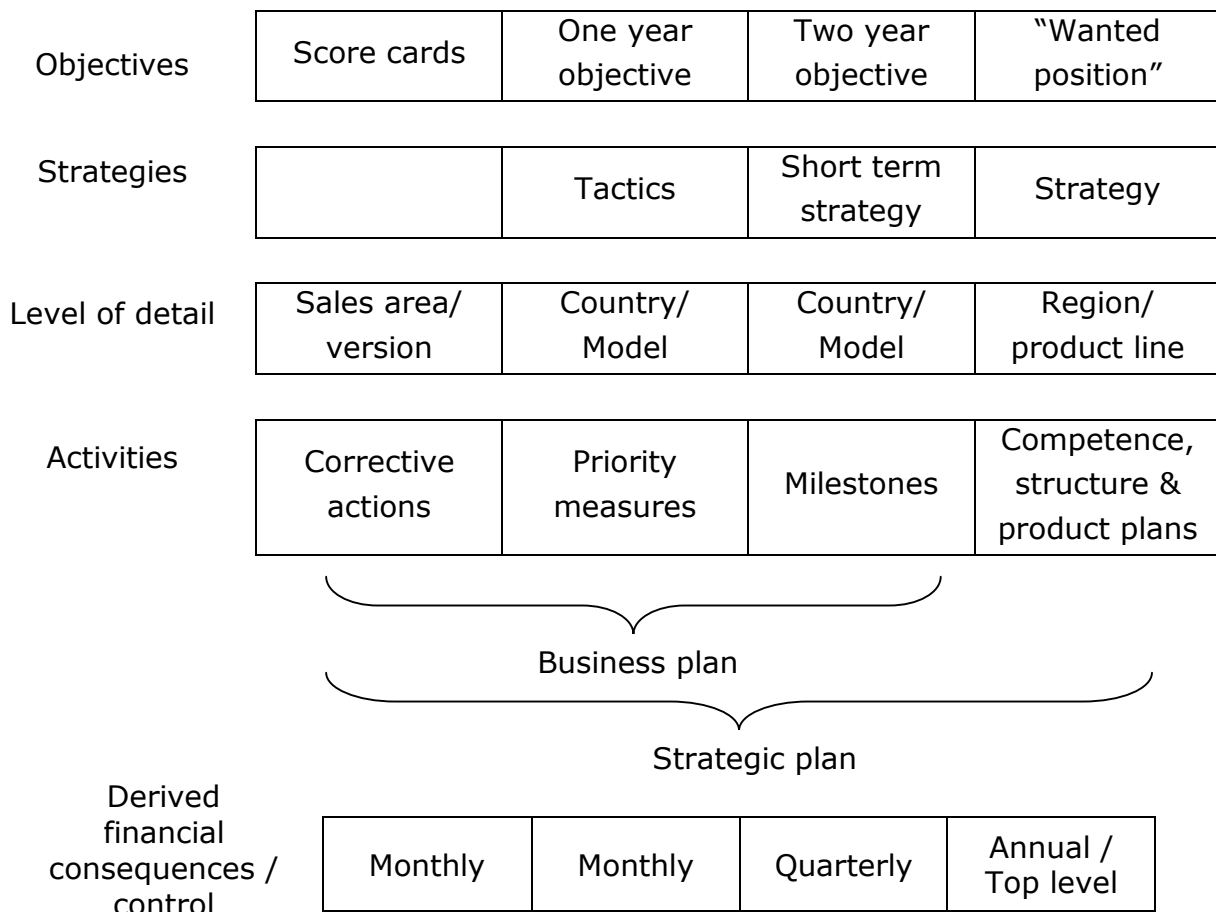 Objectives
Score cards
One year
objective
Two year
objective
“Wanted
position”
Strategies
Tactics
Short term
strategy
Strategy
Level of detail
Sales area/
version
Country/
Model
Country/
Model
Region/
product line
Activities
Corrective
actions
Priority
measures
Milestones
Competence,
structure &
product plans
Business plan
Strategic plan
Derived
financial
consequences /
control
Monthly
Monthly
Quarterly
Annual /
Top level